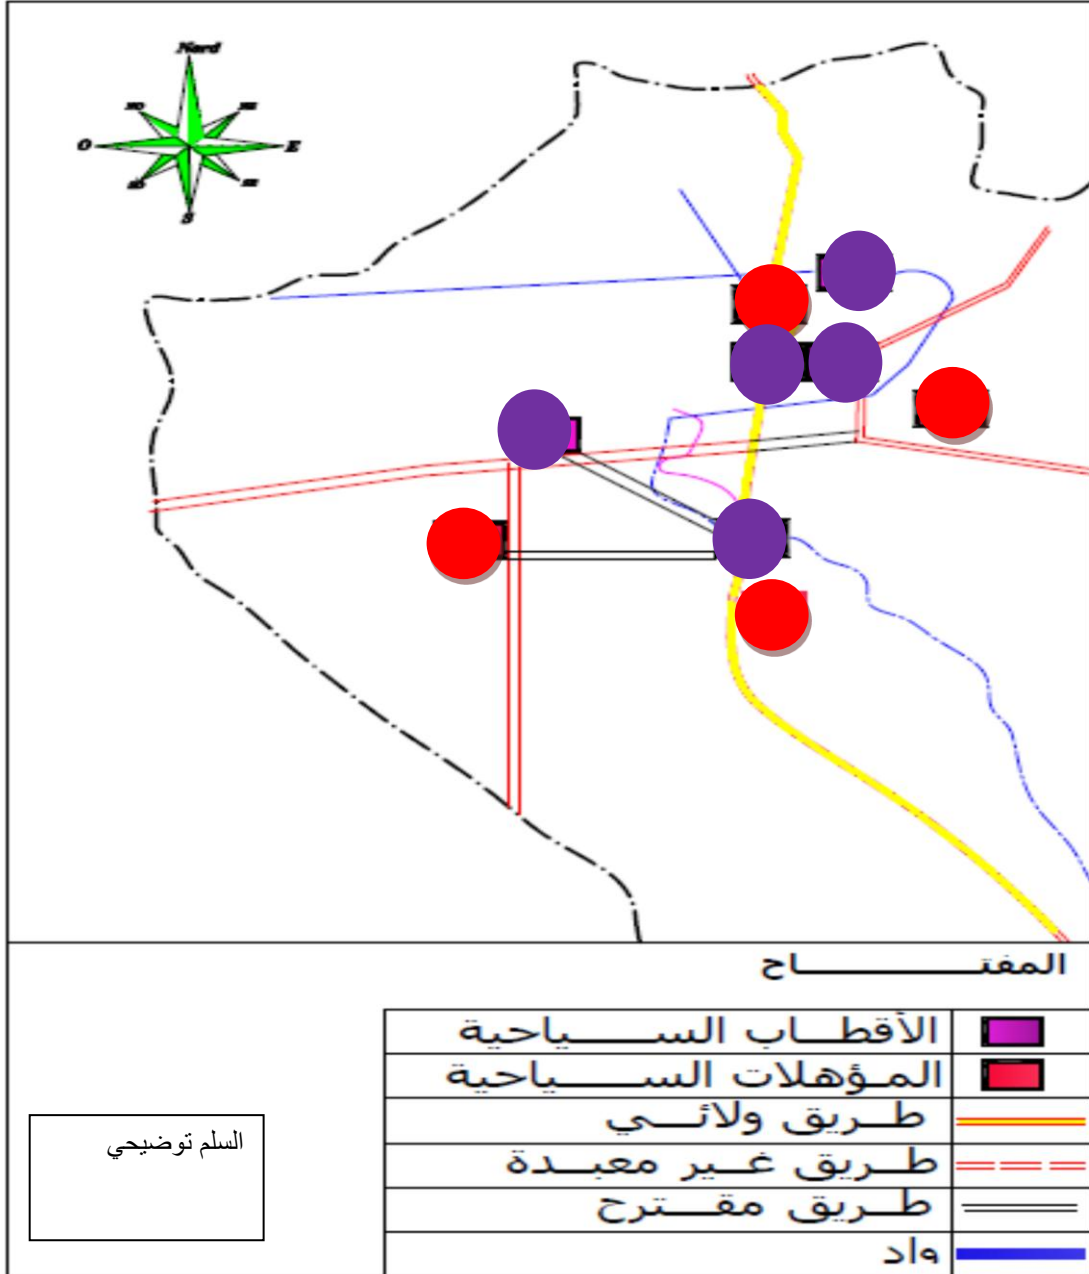 Nord
O
E
S
المفتاح
الأقطاب السياحية
المؤهلات السياحية
طريق ولائي
طريق غير معبدة
طريق مقترح
واد
السلم توضيحي